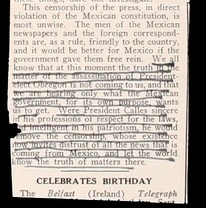 This censorship of the press, in direct
violation of the Mexican constitution, is
most unwise. The men of the Mexican
newspapers and the foreign correspond-
ents are, as a rule, friendly to the country,
and it would be better for Mexico if the
government gave them free rein. We all
know that at this moment the truth in the
matter of the assassination of President-
elect Obregon is not coming to us, and that
we are hearing only what the Mexican
government, for its own purpose, wants
us to get. Were President Calles sincere
in his professions of respect for the laws,
intelligent in his patriotism, he would
remove the censorship, whose existence
now invites distrust of all the news that is
coming from Mexico, and let the world
know the truth of matters there.
CELEBRATES BIRTHDAY
The Belfast (Ireland) Telegraph